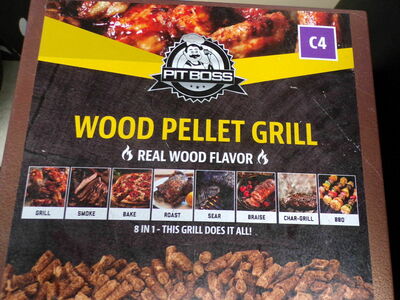 C4
PIT BOSS
WOOD PELLET GRILL
REAL WOOD FLAVOR
GRILL SMOKE BAKE ROAST SEAR BRAISE CHAR-GRILL BBQ
8 IN 1 - THIS GRILL DOES IT ALL!